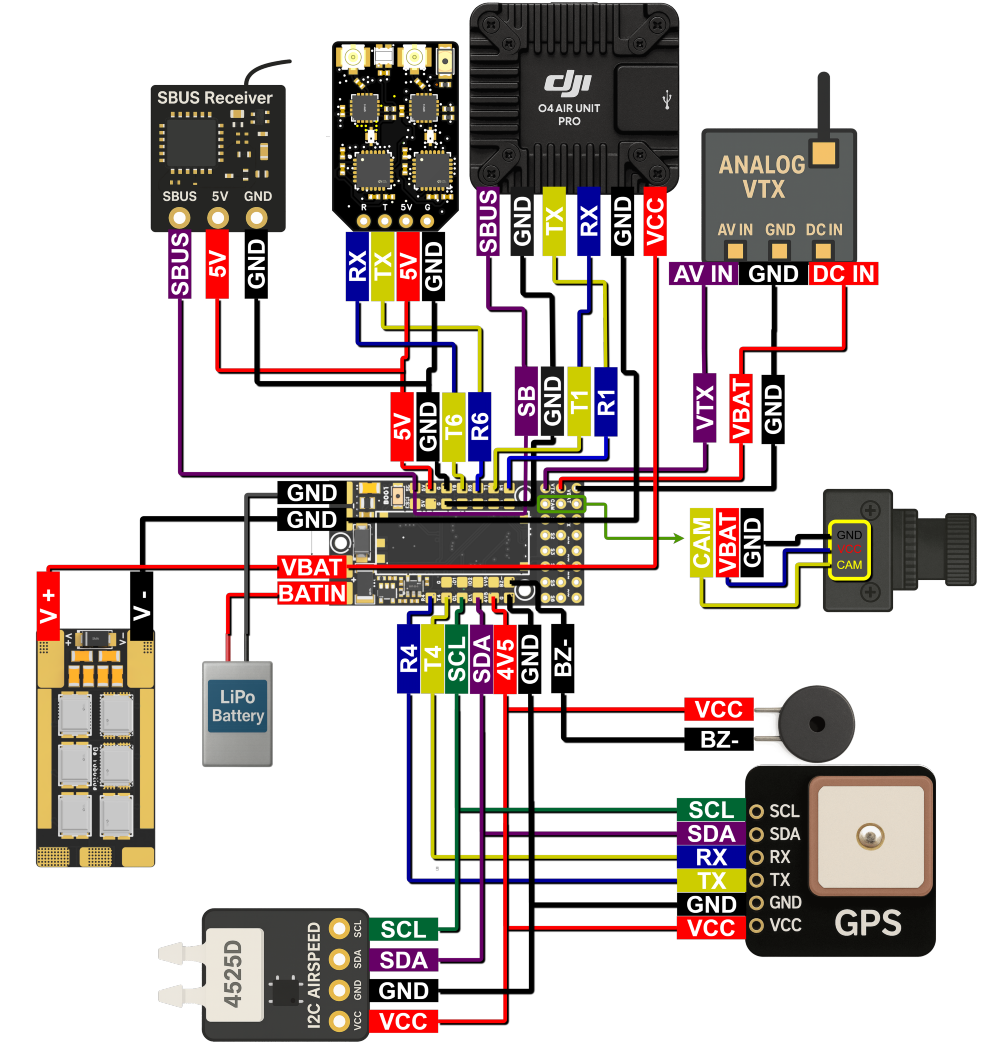 SBUS Receiver
SBUS 5V GND
SBUS
5V
GND
R T 5V G
RX
TX
5V
GND
dji
O4 AIR UNIT
PRO
SBUS
GND
TX
RX
GND
VCC
ANALOG
VTX
AV IN GND DC IN
AV IN GND DC IN
5V
GND
T6
R6
SB
GND
T1
R1
VTX
VBAT
GND
GND
GND
VBAT
BATIN
B001
CAM
VBAT
GND
GND
VCC
CAM
V +
V -
V+
V-
LiPo
Battery
R4
T4
SCL
SDA
4V5
GND
BZ-
VCC
BZ-
SCL
SDA
RX
TX
GND
VCC
SCL
SDA
RX
TX
GND
VCC
GPS
4525D
I2C AIRSPEED
SCL
SDA
GND
VCC
SCL
SDA
GND
VCC